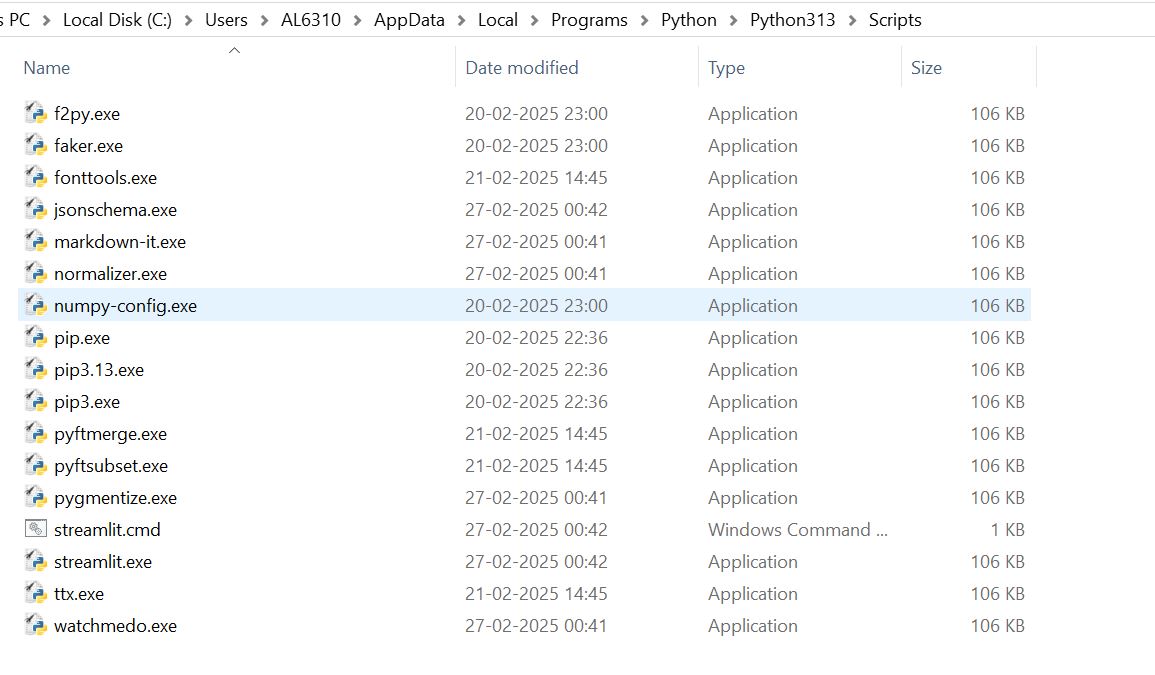 s PC > Local Disk (C:) > Users > AL6310 > AppData > Local > Programs > Python > Python313 > Scripts
Name Date modified Type Size
f2py.exe 20-02-2025 23:00 Application 106 KB
faker.exe 20-02-2025 23:00 Application 106 KB
fonttools.exe 21-02-2025 14:45 Application 106 KB
jsonschema.exe 27-02-2025 00:42 Application 106 KB
markdown-it.exe 27-02-2025 00:41 Application 106 KB
normalizer.exe 27-02-2025 00:41 Application 106 KB
numpy-config.exe 20-02-2025 23:00 Application 106 KB
pip.exe 20-02-2025 22:36 Application 106 KB
pip3.13.exe 20-02-2025 22:36 Application 106 KB
pip3.exe 20-02-2025 22:36 Application 106 KB
pyftmerge.exe 21-02-2025 14:45 Application 106 KB
pyftsubset.exe 21-02-2025 14:45 Application 106 KB
pygmentize.exe 27-02-2025 00:41 Application 106 KB
streamlit.cmd 27-02-2025 00:42 Windows Command ... 1 KB
streamlit.exe 27-02-2025 00:42 Application 106 KB
ttx.exe 21-02-2025 14:45 Application 106 KB
watchmedo.exe 27-02-2025 00:41 Application 106 KB